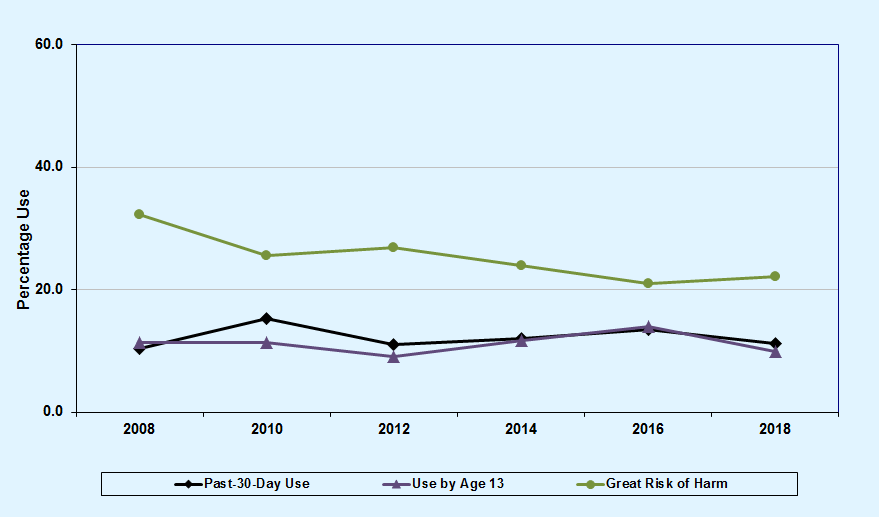 60.0
40.0
20.0
0.0
Percentage Use
2008 2010 2012 2014 2016 2018
Past-30-Day Use Use by Age 13 Great Risk of Harm